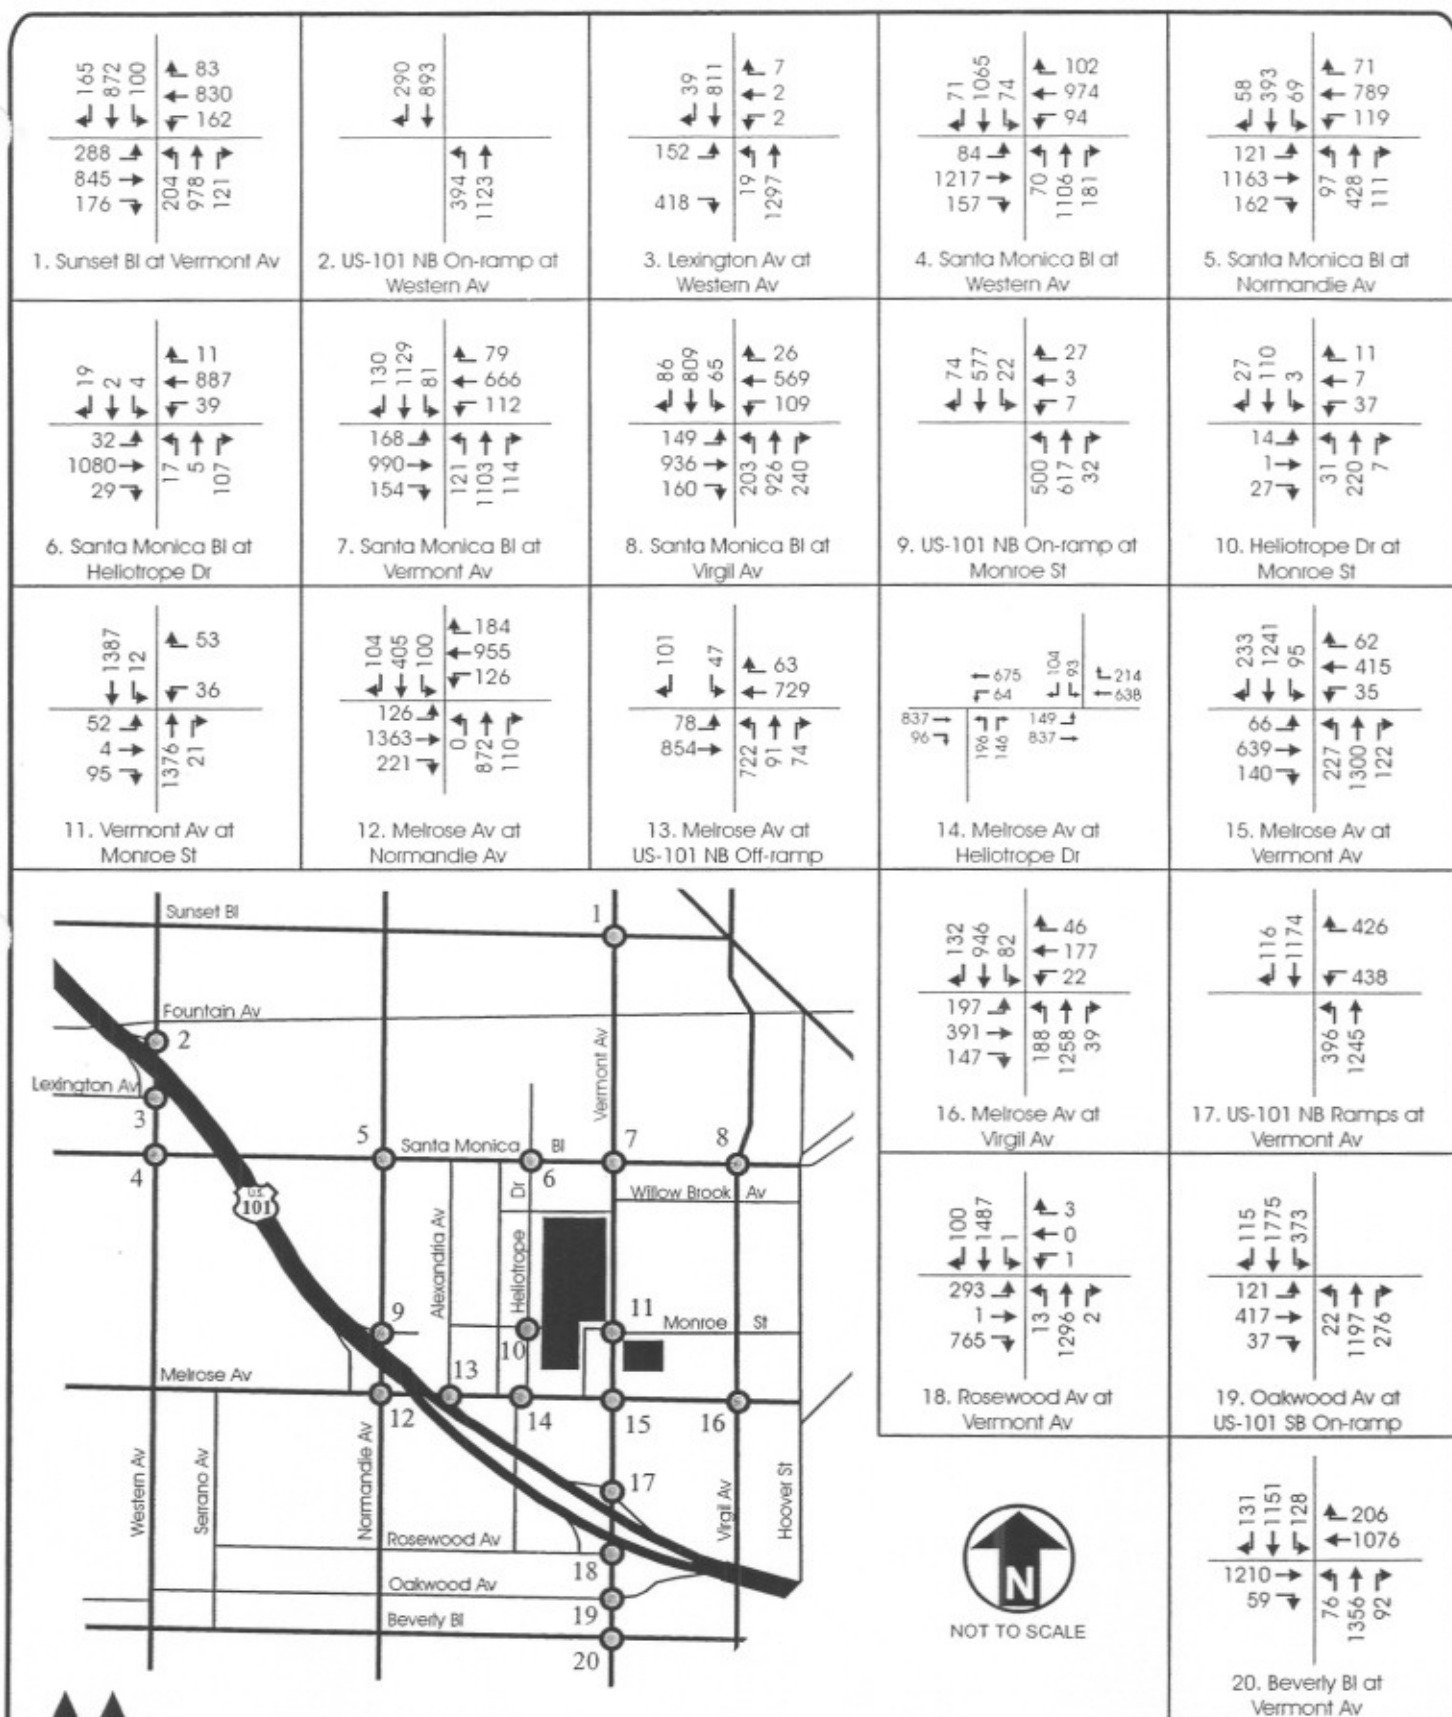 165 872 100
83
830
162
288
845
176
204 978 121
1. Sunset Bl at Vermont Av
290 893
394 1123
2. US-101 NB On-ramp at
Western Av
39 811
7
2
2
152
418
19 1297
3. Lexington Av at
Western Av
71 1065 74
102
974
94
84
1217
157
70 1106 181
4. Santa Monica Bl at
Western Av
58 393 69
71
789
119
121
1163
162
97 428 111
5. Santa Monica Bl at
Normandie Av
19 2 4
11
887
39
32
1080
29
17 5 107
6. Santa Monica Bl at
Heliotrope Dr
130 1129 81
79
666
112
168
990
154
121 1103 114
7. Santa Monica Bl at
Vermont Av
86 809 65
26
569
109
149
936
160
203 926 240
8. Santa Monica Bl at
Virgil Av
74 577 22
27
3
7
500 617 32
9. US-101 NB On-ramp at
Monroe St
27 110 3
11
7
37
14
1
27
31 220 7
10. Heliotrope Dr at
Monroe St
1387 12
53
36
52
4
95
1376 21
11. Vermont Av at
Monroe St
104 405 100
184
955
126
126
1363
221
0 872 110
12. Melrose Av at
Normandie Av
101 47
63
729
78
854
722 91 74
13. Melrose Av at
US-101 NB Off-ramp
675
64
104 93
214
638
837
96
196 146
149
837
14. Melrose Av at
Heliotrope Dr
233 1241 95
62
415
35
66
639
140
227 1300 122
15. Melrose Av at
Vermont Av
132 946 82
46
177
22
197
391
147
188 1258 39
16. Melrose Av at
Virgil Av
116 1174
426
438
396 1245
17. US-101 NB Ramps at
Vermont Av
100 1487 1
3
0
1
293
1
765
13 1296 2
18. Rosewood Av at
Vermont Av
115 1775 373
121
417
37
22 1197 276
19. Oakwood Av at
US-101 SB On-ramp
131 1151 128
206
1076
1210
59
76 1356 92
20. Beverly Bl at
Vermont Av
Sunset Bl
1
Fountain Av
2
Vermont Av
Lexington Av
3
4
5
Santa Monica Bl
6
7
8
U.S.
101
Willow Brook Av
Alexandria Av
Heliotrope Dr
9
10
11
Monroe St
Melrose Av
12
13
14
15
16
Western Av
Serrano Av
Normandie Av
17
Virgil Av
Hoover St
Rosewood Av
18
Oakwood Av
19
Beverly Bl
20
N
NOT TO SCALE